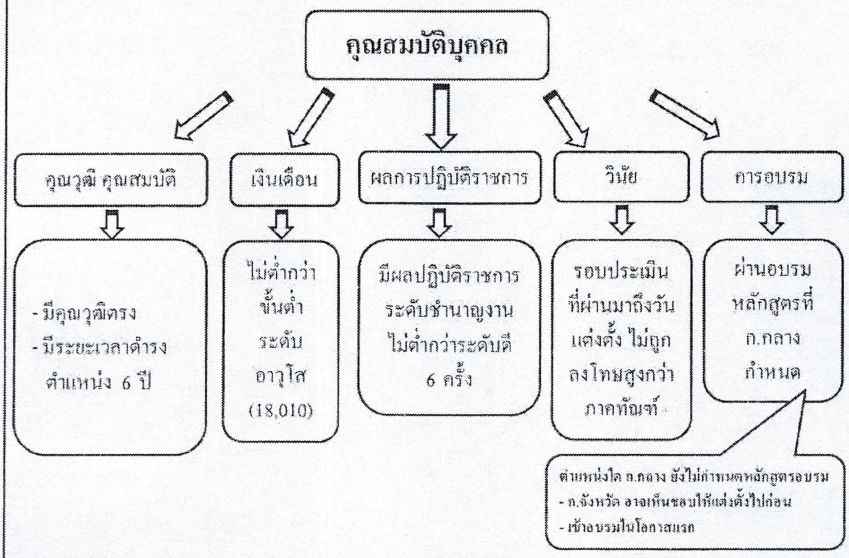 คุณสมบัติบุคคล
คุณวุฒิ คุณสมบัติ
เงินเดือน
ผลการปฏิบัติราชการ
วินัย
การอบรม
- มีคุณวุฒิตรง
- มีระยะเวลาดำรง
ตำแหน่ง 6 ปี
ไม่ต่ำกว่า
ขั้นต่ำ
ระดับ
อาวุโส
(18,010)
มีผลปฏิบัติราชการ
ระดับชำนาญงาน
ไม่ต่ำกว่าระดับดี
6 ครั้ง
รอบประเมิน
ที่ผ่านมาถึงวัน
แต่งตั้ง ไม่ถูก
ลงโทษสูงกว่า
ภาคทัณฑ์
ผ่านอบรม
หลักสูตรที่
ก.กลาง
กำหนด
ตำแหน่งใด ก.กลาง ยังไม่กำหนดหลักสูตรอบรม
- ก.จังหวัด อาจเห็นชอบให้แต่งตั้งไปก่อน
- เข้าอบรมในโอกาสแรก